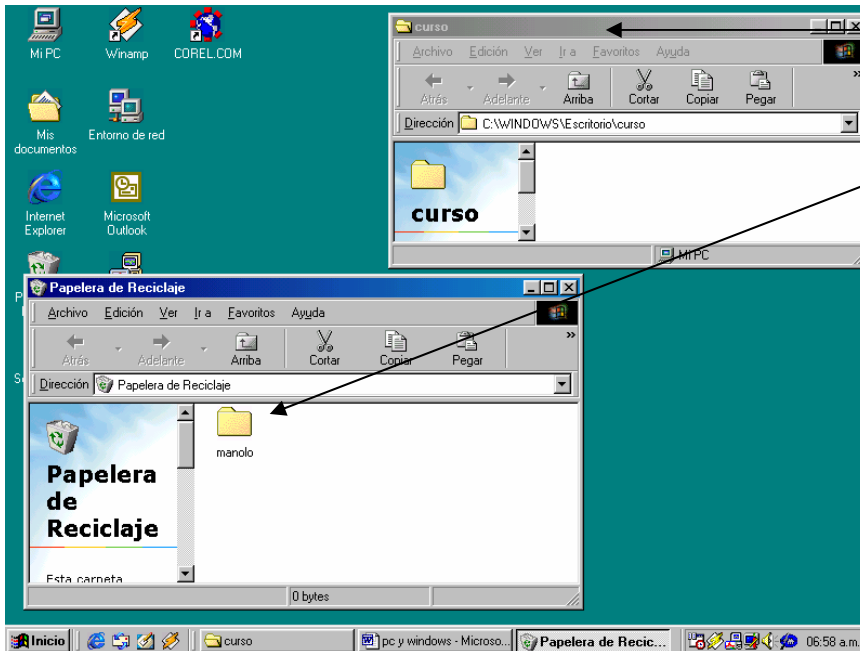 Mi PC
Winamp
COREL.COM
Mis
documentos
Entorno de red
Internet
Explorer
Microsoft
Outlook
curso
Archivo Edición Ver Ir a Favoritos Ayuda
Atrás Adelante Arriba Cortar Copiar Pegar »
Dirección C:\WINDOWS\Escritorio\curso
curso
Mi PC
Papelera de Reciclaje
Archivo Edición Ver Ir a Favoritos Ayuda
Atrás Adelante Arriba Cortar Copiar Pegar »
Dirección Papelera de Reciclaje
Papelera
de
Reciclaje
Esta carpeta
manolo
0 bytes
Inicio curso pc y windows - Microso... Papelera de Recic... 06:58 a.m.